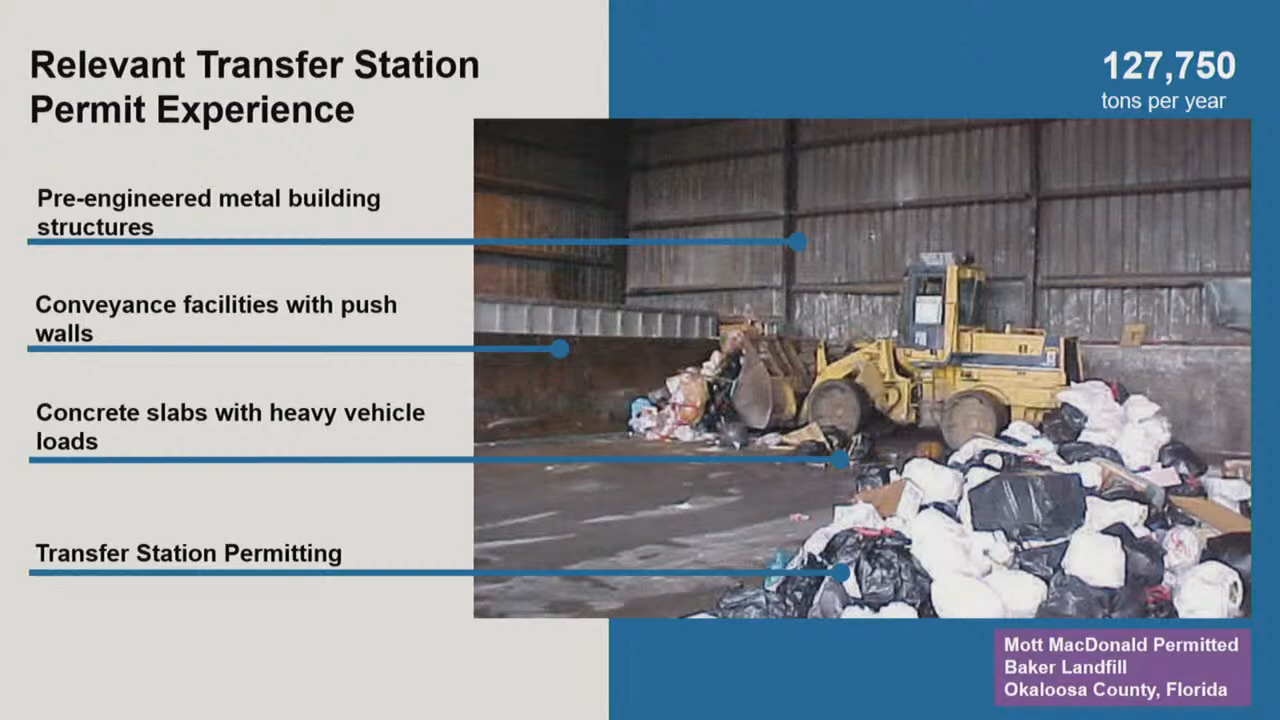 Relevant Transfer Station
Permit Experience
127,750
tons per year
Pre-engineered metal building
structures
Conveyance facilities with push
walls
Concrete slabs with heavy vehicle
loads
Transfer Station Permitting
Mott MacDonald Permitted
Baker Landfill
Okaloosa County, Florida